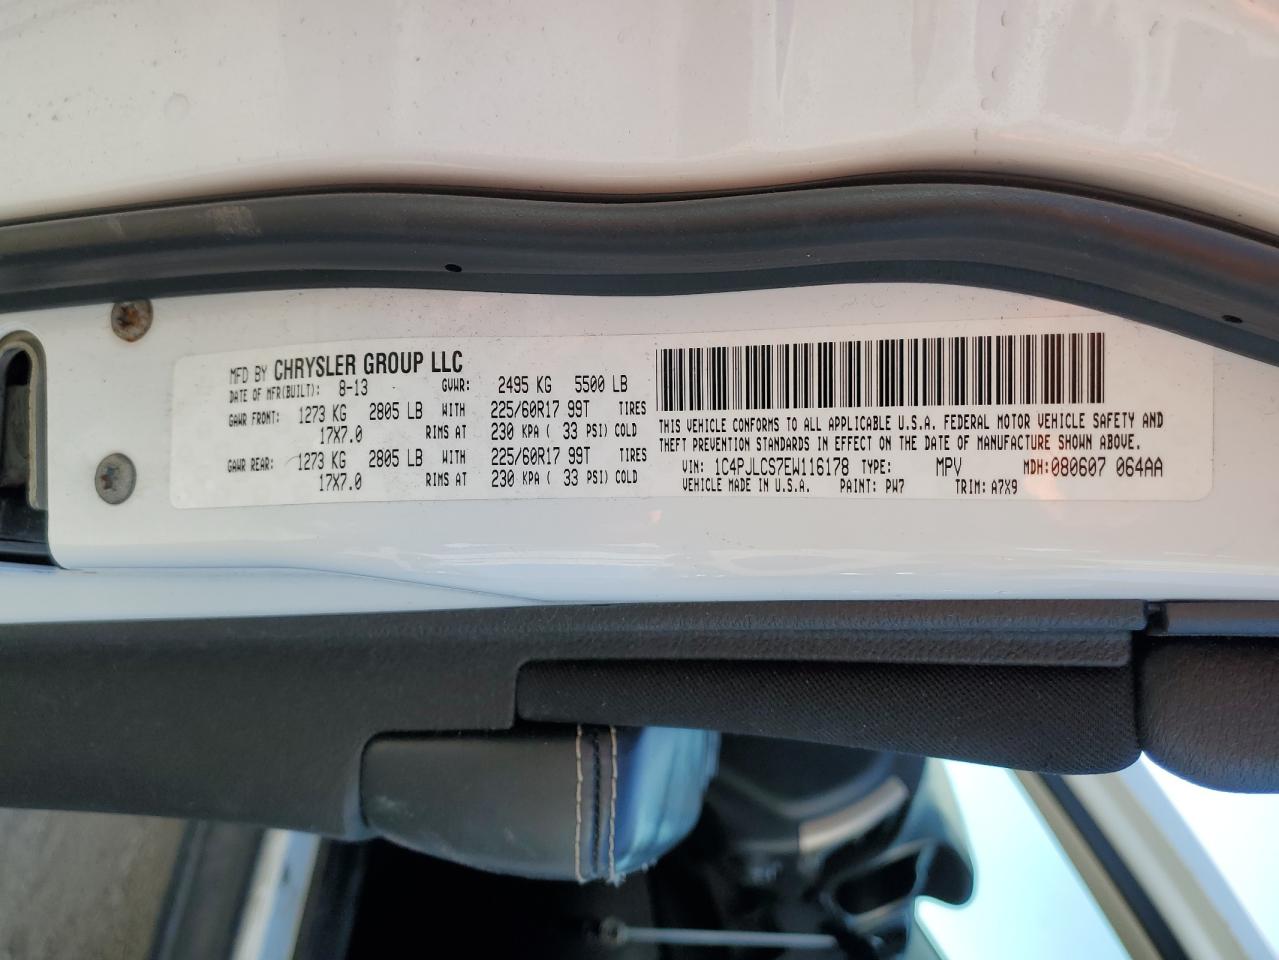 MFD BY CHRYSLER GROUP LLC
DATE OF MFR(BUILT): 8-13 GVWR: 2495 KG 5500 LB
GAWR FRONT: 1273 KG 2805 LB WITH 225/60R17 99T TIRES
17X7.0 RIMS AT 230 KPA ( 33 PSI) COLD
GAWR REAR: 1273 KG 2805 LB WITH 225/60R17 99T TIRES
17X7.0 RIMS AT 230 KPA ( 33 PSI) COLD
THIS VEHICLE CONFORMS TO ALL APPLICABLE U.S.A. FEDERAL MOTOR VEHICLE SAFETY AND
THEFT PREVENTION STANDARDS IN EFFECT ON THE DATE OF MANUFACTURE SHOWN ABOVE.
VIN: 1C4PJLCS7EW116178 TYPE: MPV MDH:080607 064AA
VEHICLE MADE IN U.S.A. PAINT: PW7 TRIM: A7X9